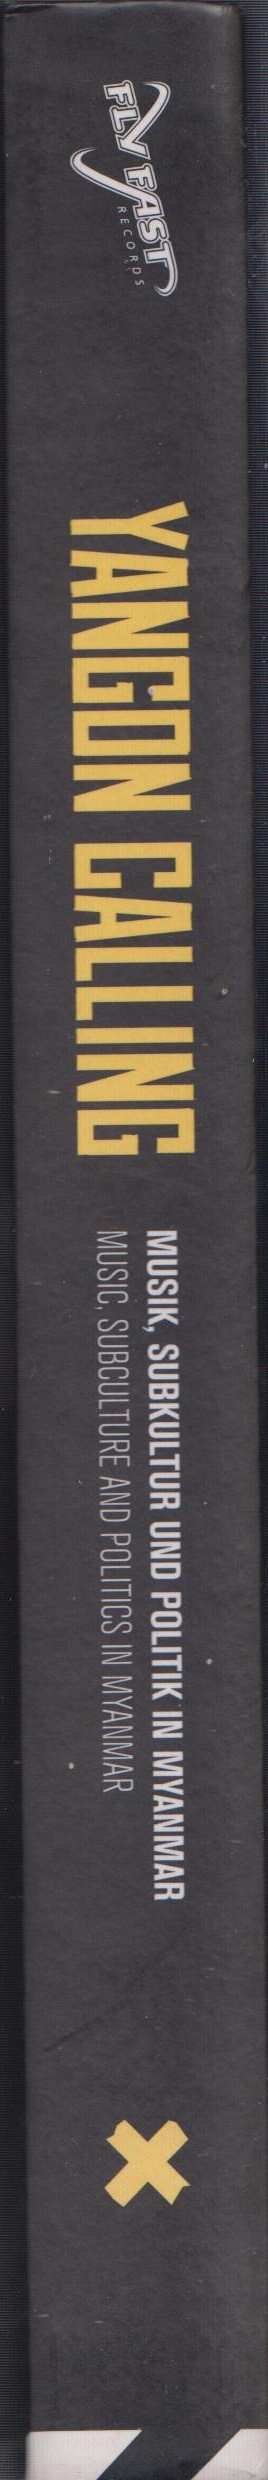 FLY FAST
RECORDS
YANGON CALLING
MUSIK, SUBKULTUR UND POLITIK IN MYANMAR
MUSIC, SUBCULTURE AND POLITICS IN MYANMAR